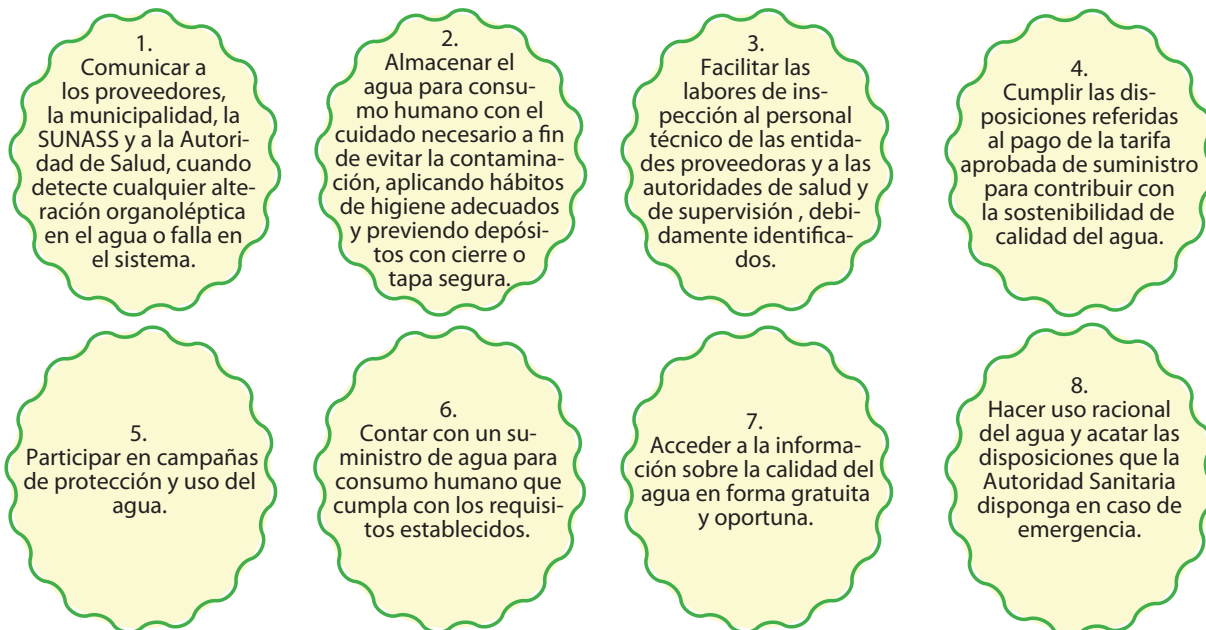 1.
Comunicar a
los proveedores,
la municipalidad, la
SUNASS y a la Autori-
dad de Salud, cuando
detecte cualquier alte-
ración organoléptica
en el agua o falla en
el sistema.
2.
Almacenar el
agua para consu-
mo humano con el
cuidado necesario a fin
de evitar la contamina-
ción, aplicando hábitos
de higiene adecuados
y previendo depósi-
tos con cierre o
tapa segura.
3.
Facilitar las
labores de ins-
pección al personal
técnico de las entida-
des proveedoras y a las
autoridades de salud y
de supervisión , debi-
damente identifica-
dos.
4.
Cumplir las dis-
posiciones referidas
al pago de la tarifa
aprobada de suministro
para contribuir con
la sostenibilidad de
calidad del agua.
5.
Participar en campañas
de protección y uso del
agua.
6.
Contar con un su-
ministro de agua para
consumo humano que
cumpla con los requisi-
tos establecidos.
7.
Acceder a la informa-
ción sobre la calidad del
agua en forma gratuita
y oportuna.
8.
Hacer uso racional
del agua y acatar las
disposiciones que la
Autoridad Sanitaria
disponga en caso de
emergencia.